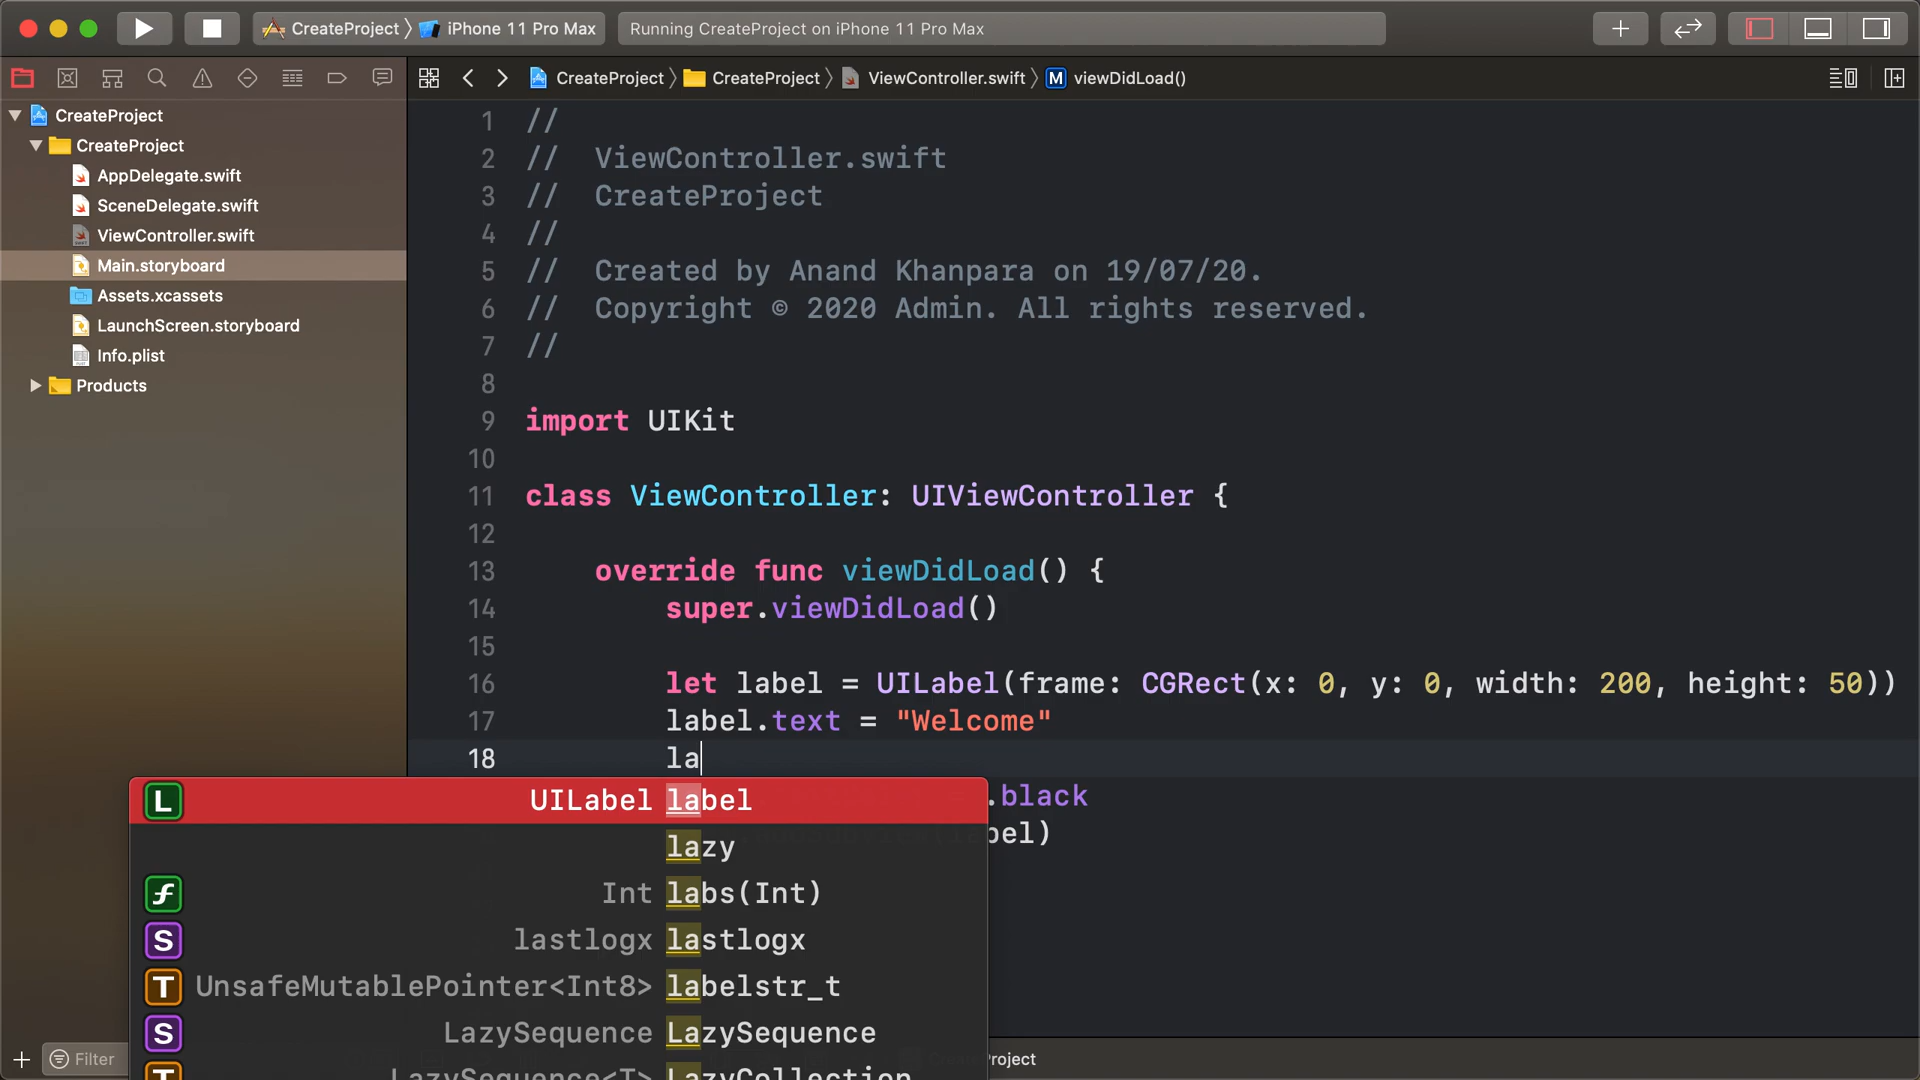 CreateProject iPhone 11 Pro Max Running CreateProject on iPhone 11 Pro Max
CreateProject CreateProject ViewController.swift M viewDidLoad()
CreateProject
CreateProject
AppDelegate.swift
SceneDelegate.swift
ViewController.swift
Main.storyboard
Assets.xcassets
LaunchScreen.storyboard
Info.plist
Products
1 //
2 //  ViewController.swift
3 //  CreateProject
4 //
5 //  Created by Anand Khanpara on 19/07/20.
6 //  Copyright © 2020 Admin. All rights reserved.
7 //
8
9 import UIKit
10
11 class ViewController: UIViewController {
12
13     override func viewDidLoad() {
14         super.viewDidLoad()
15
16         let label = UILabel(frame: CGRect(x: 0, y: 0, width: 200, height: 50))
17         label.text = "Welcome"
18         la
.black
L UILabel label
bel)
lazy
f Int labs(Int)
S lastlogx lastlogx
T UnsafeMutablePointer<Int8> labelstr_t
S LazySequence LazySequence
T LazySequence<T> LazyCollection
Filter
Project